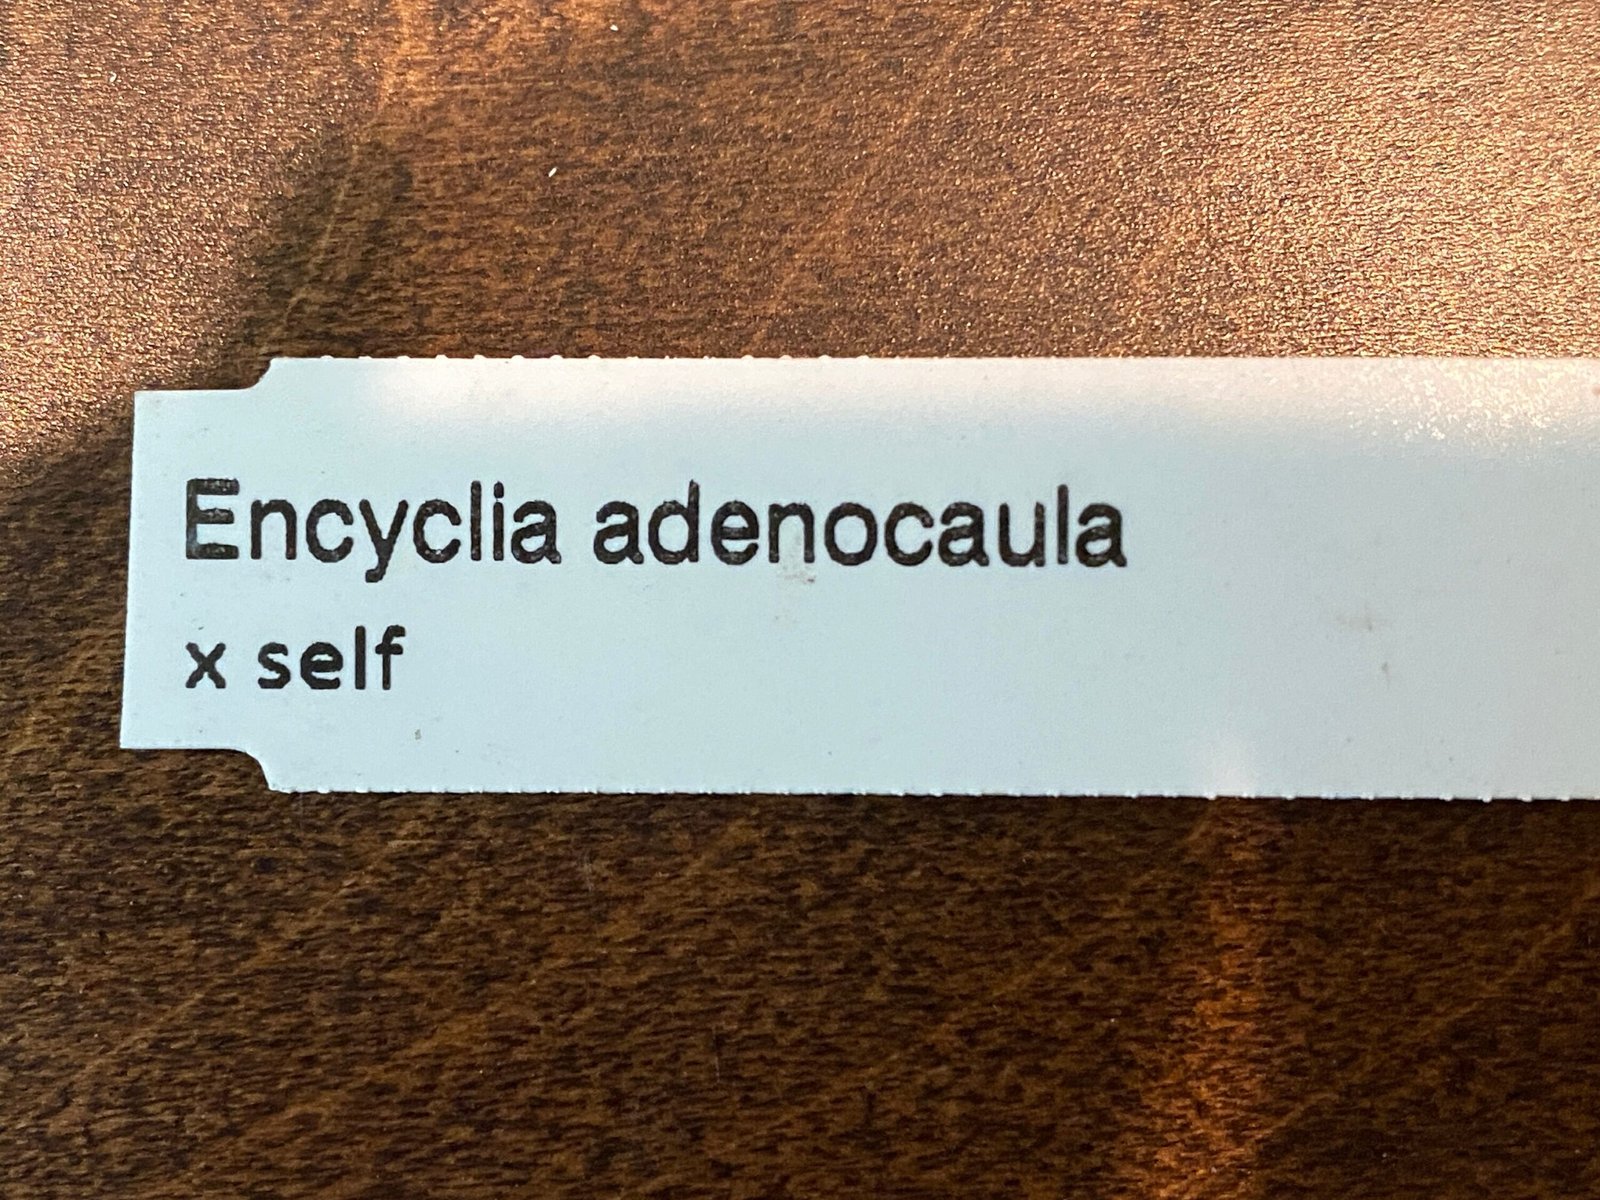 Encyclia adenocaula
x self